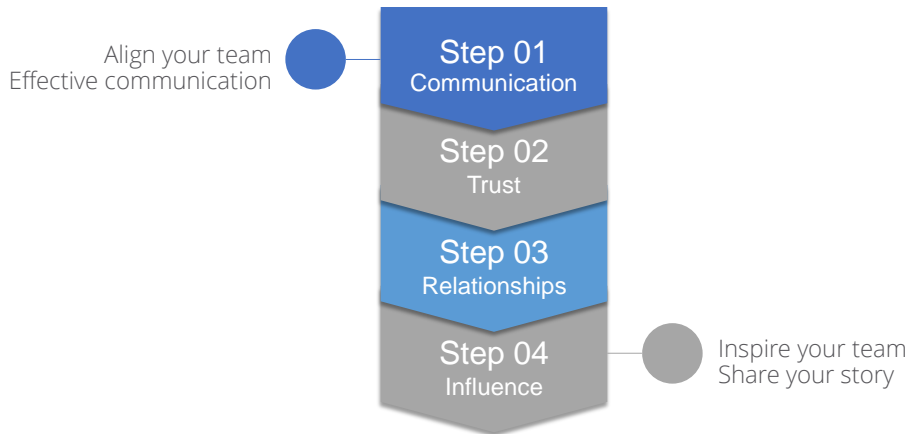 Align your team
Effective communication
Step 01
Communication
Step 02
Trust
Step 03
Relationships
Step 04
Influence
Inspire your team
Share your story